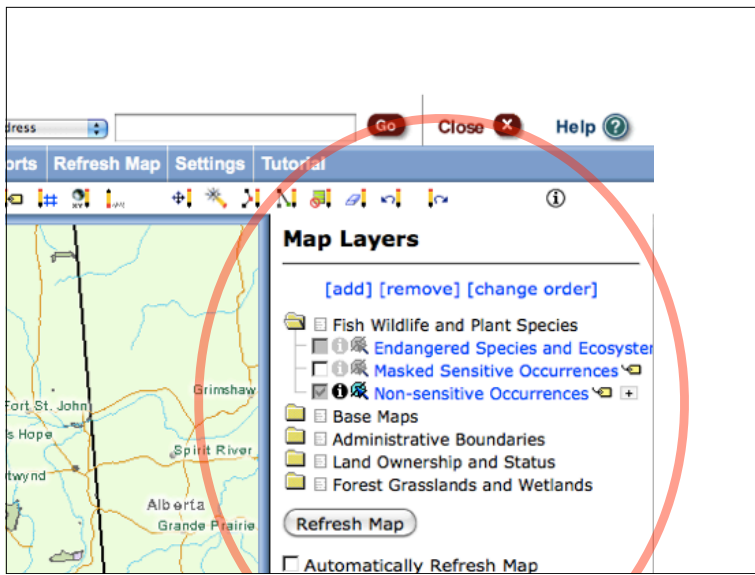 dress Go Close X Help ?
orts Refresh Map Settings Tutorial
XY
Map Layers
[add] [remove] [change order]
Fish Wildlife and Plant Species
Endangered Species and Ecosyster
Masked Sensitive Occurrences
Non-sensitive Occurrences
Base Maps
Administrative Boundaries
Land Ownership and Status
Forest Grasslands and Wetlands
Refresh Map
Automatically Refresh Map
Grimshaw
Fort St. John
s Hope
Spirit River
twynd
Alberta
Grande Prairie